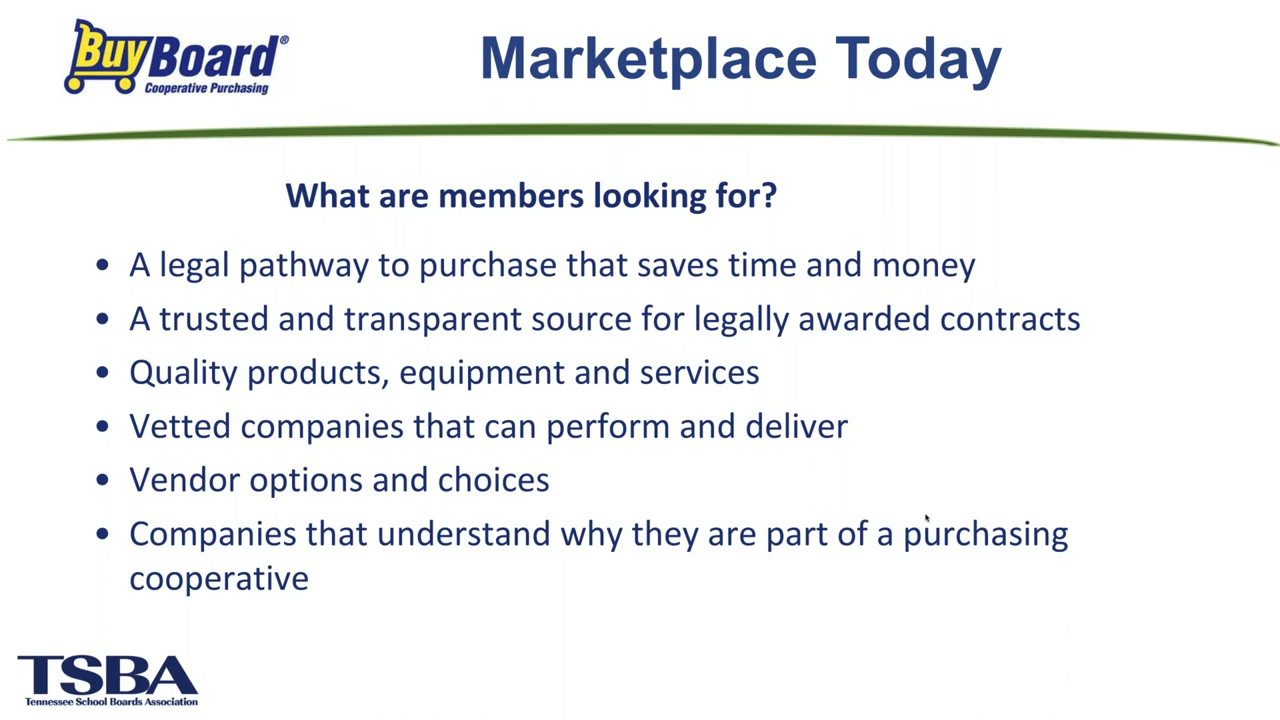 BuyBoard®
Cooperative Purchasing
Marketplace Today
What are members looking for?
• A legal pathway to purchase that saves time and money
• A trusted and transparent source for legally awarded contracts
• Quality products, equipment and services
• Vetted companies that can perform and deliver
• Vendor options and choices
• Companies that understand why they are part of a purchasing
cooperative
TSBA
Tennessee School Boards Association